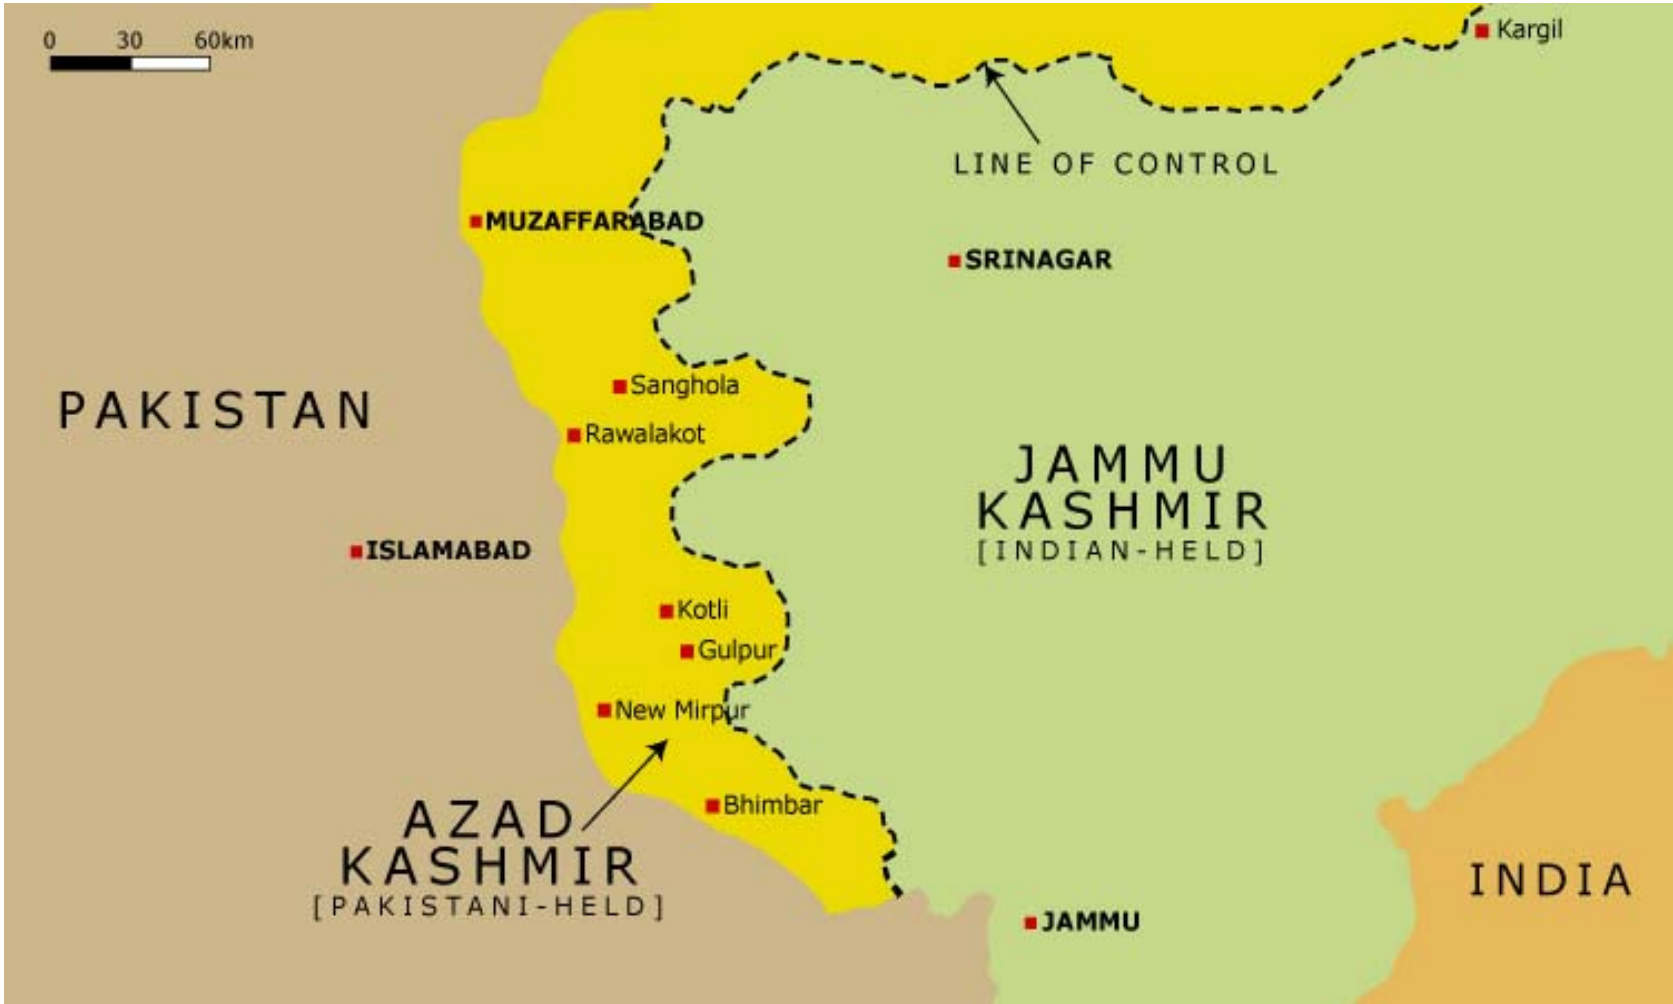 0 30 60km
Kargil
LINE OF CONTROL
MUZAFFARABAD
SRINAGAR
Sanghola
PAKISTAN
Rawalakot
JAMMU
KASHMIR
[INDIAN-HELD]
ISLAMABAD
Kotli
Gulpur
New Mirpur
Bhimbar
AZAD
KASHMIR
[PAKISTANI-HELD]
INDIA
JAMMU